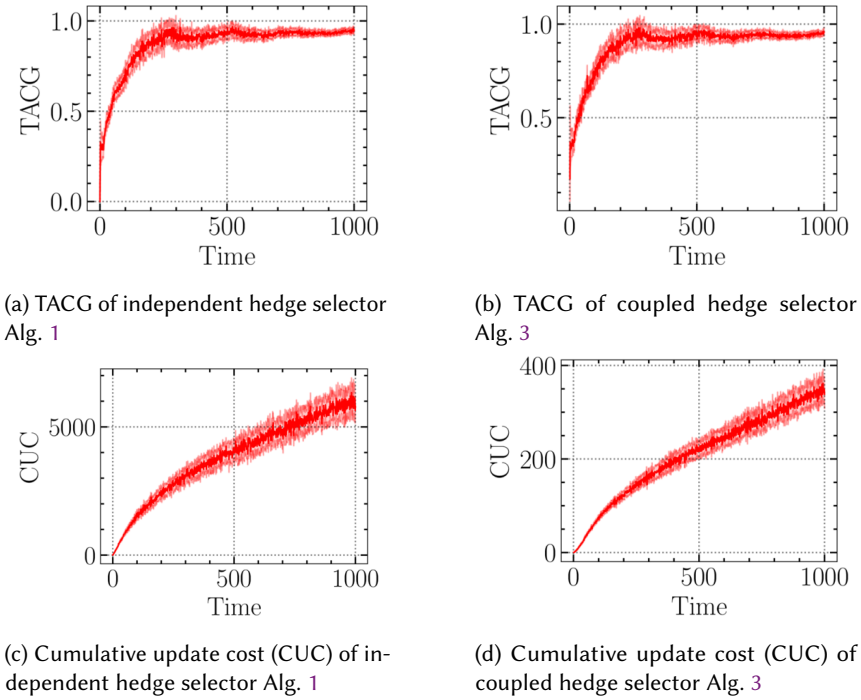 1.0
0.5
0.0
TACG
0
500
1000
Time
(a) TACG of independent hedge selector
Alg. 1
1.0
0.5
TACG
0
500
1000
Time
(b) TACG of coupled hedge selector
Alg. 3
5000
0
CUC
0
500
1000
Time
(c) Cumulative update cost (CUC) of in-
dependent hedge selector Alg. 1
400
200
0
CUC
0
500
1000
Time
(d) Cumulative update cost (CUC) of
coupled hedge selector Alg. 3